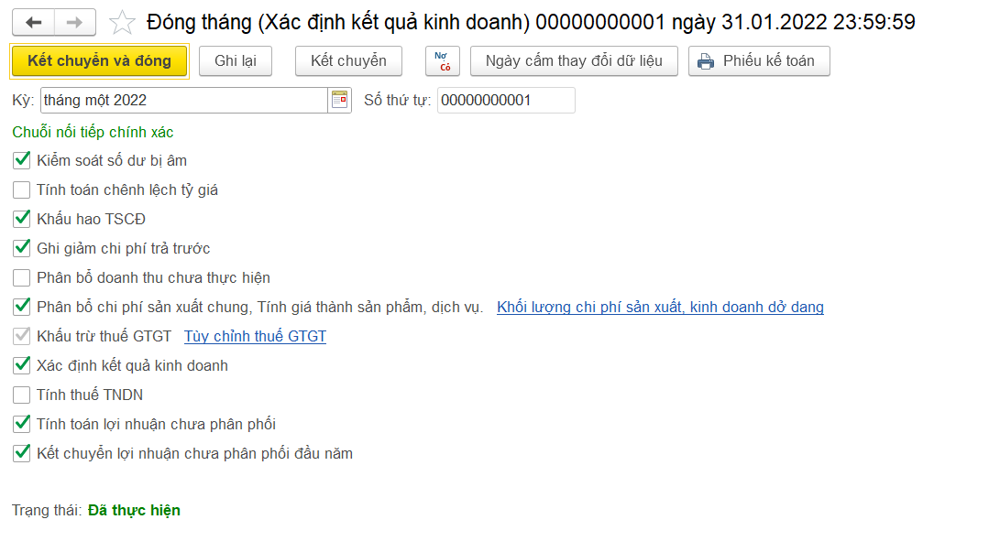 Đóng tháng (Xác định kết quả kinh doanh) 00000000001 ngày 31.01.2022 23:59:59
Kết chuyển và đóng Ghi lại Kết chuyển Nợ Có Ngày cấm thay đổi dữ liệu Phiếu kế toán
Kỳ: tháng một 2022 Số thứ tự: 00000000001
Chuỗi nối tiếp chính xác
Kiểm soát số dư bị âm
Tính toán chênh lệch tỷ giá
Khấu hao TSCĐ
Ghi giảm chi phí trả trước
Phân bổ doanh thu chưa thực hiện
Phân bổ chi phí sản xuất chung, Tính giá thành sản phẩm, dịch vụ. Khối lượng chi phí sản xuất, kinh doanh dở dang
Khấu trừ thuế GTGT Tùy chỉnh thuế GTGT
Xác định kết quả kinh doanh
Tính thuế TNDN
Tính toán lợi nhuận chưa phân phối
Kết chuyển lợi nhuận chưa phân phối đầu năm
Trạng thái: Đã thực hiện